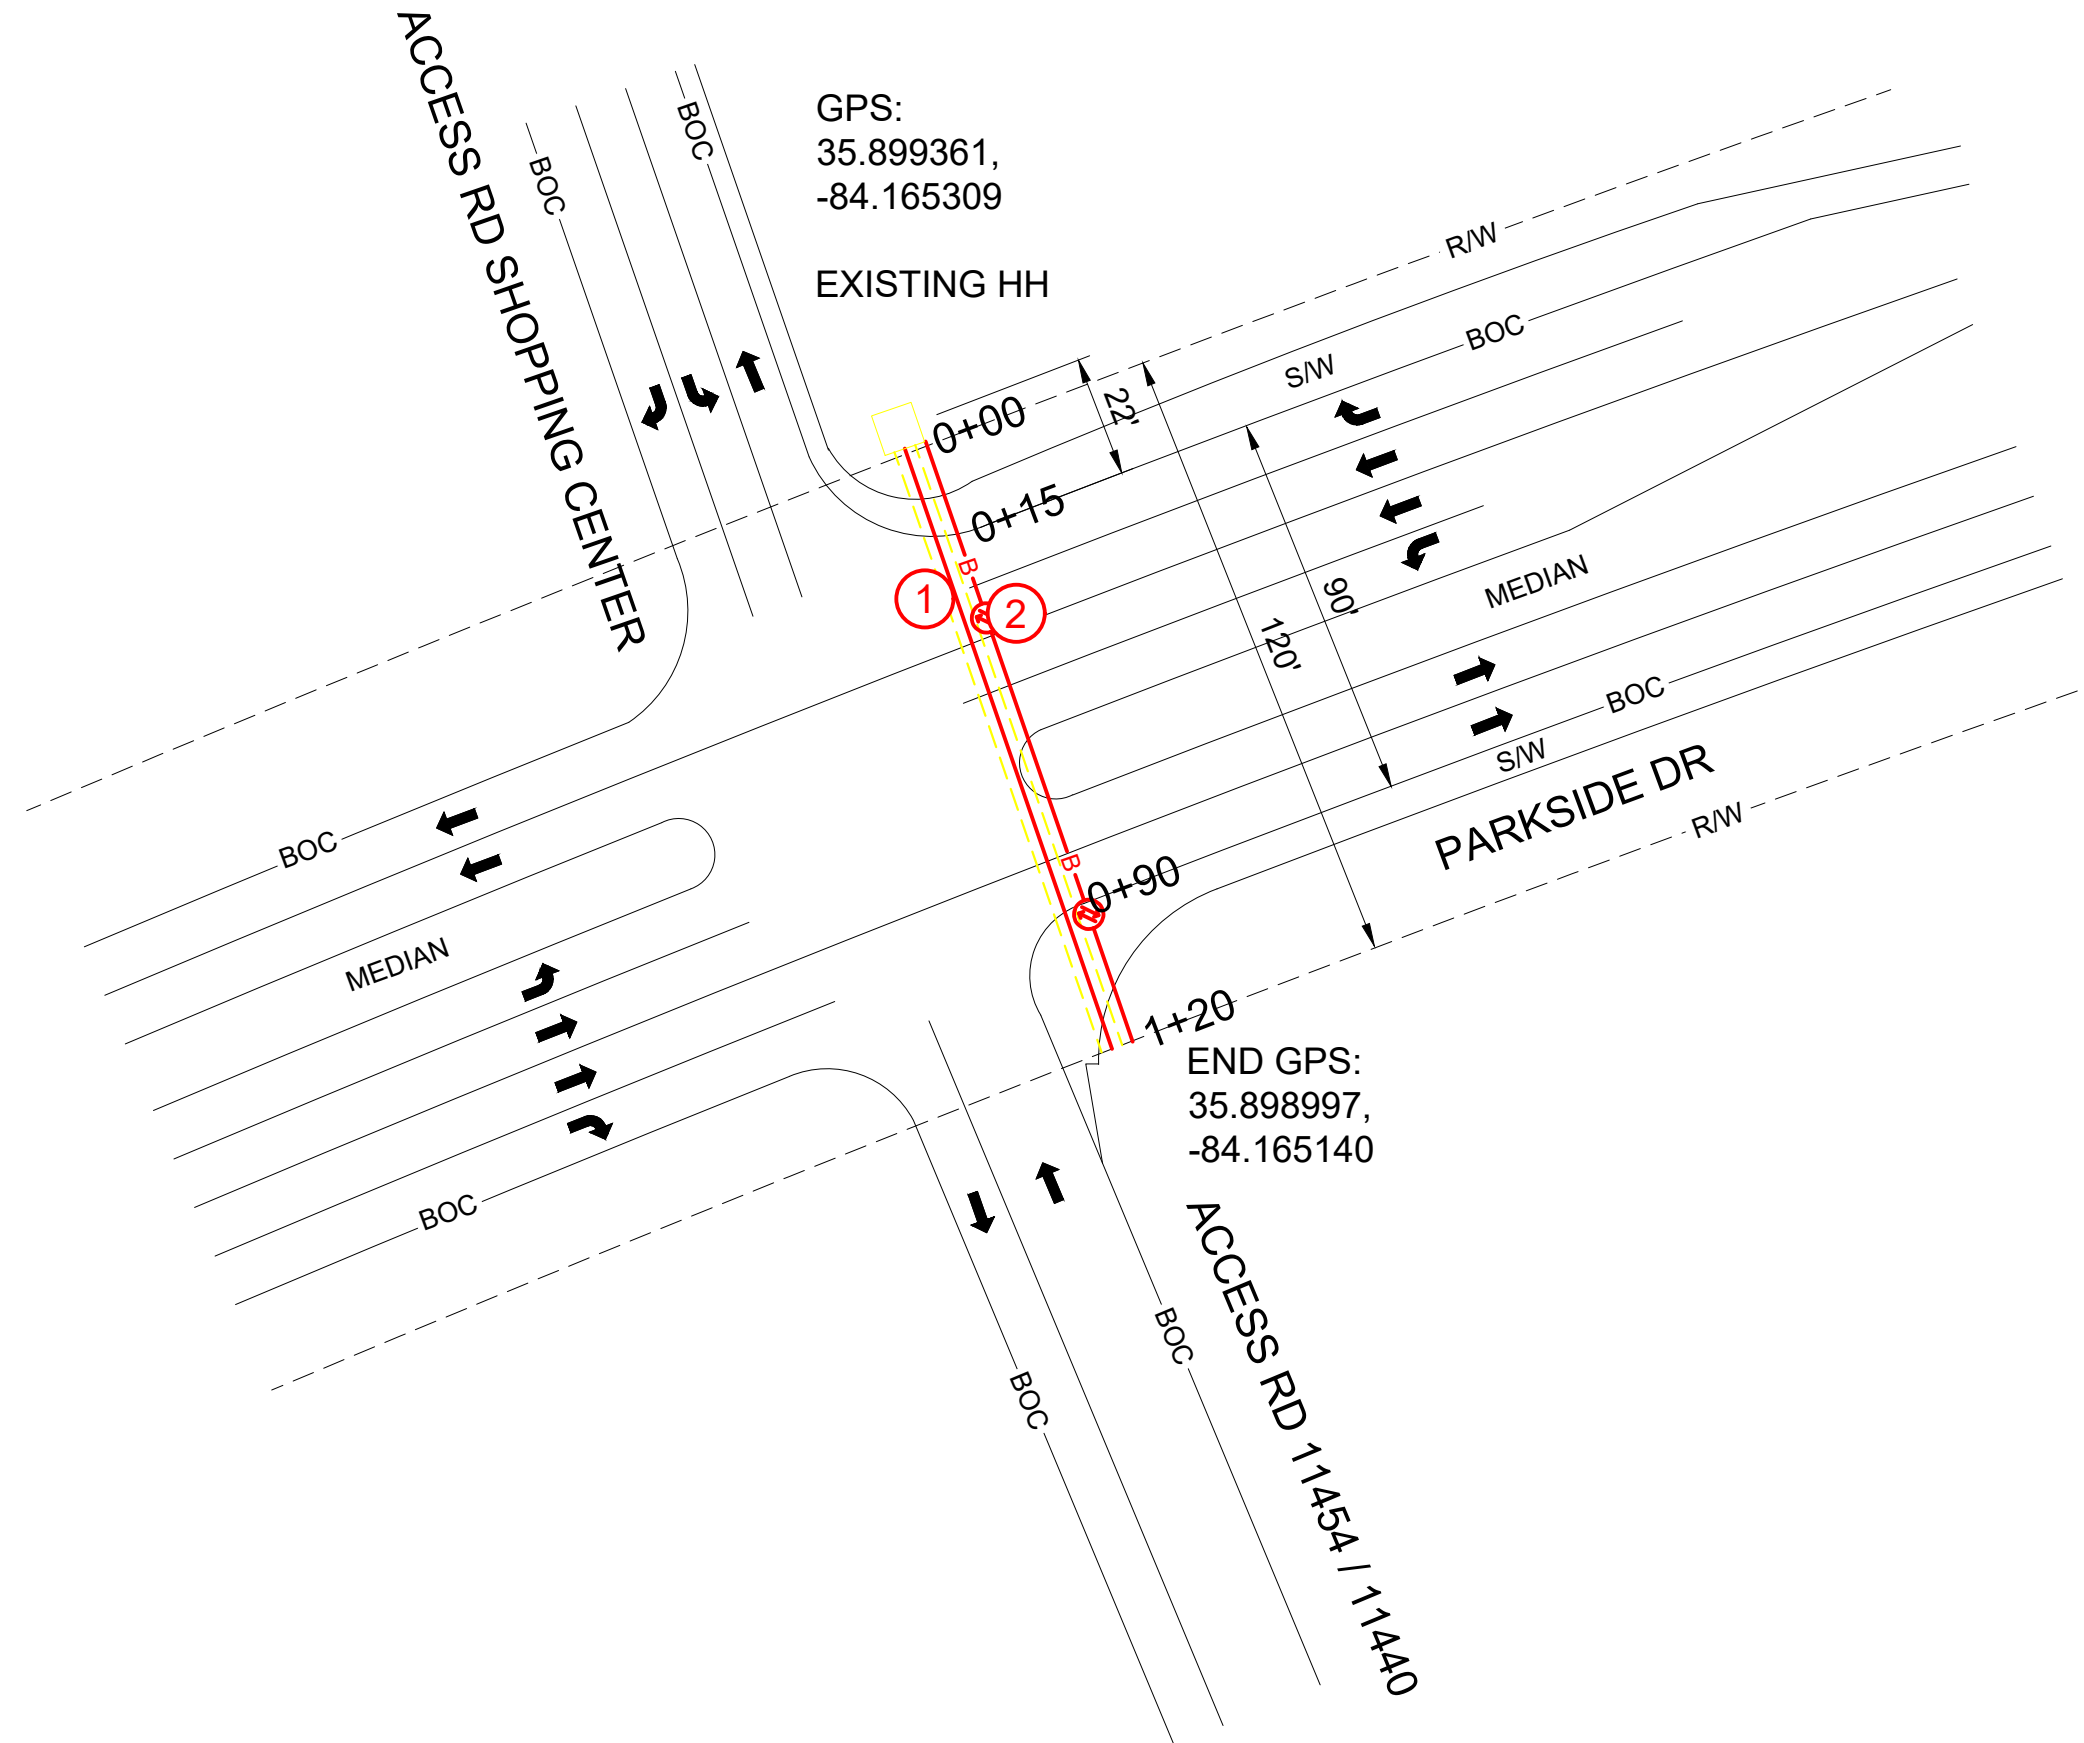 ACCESS RD SHOPPING CENTER
BOC
BOC
GPS:
35.899361,
-84.165309
EXISTING HH
R/W
BOC
S/W
22'
0+00
0+15
B
1
2
90'
120'
MEDIAN
BOC
S/W
PARKSIDE DR
R/W
BOC
MEDIAN
B
0+90
1+20
END GPS:
35.898997,
-84.165140
BOC
ACCESS RD 11454 / 11440
BOC
BOC